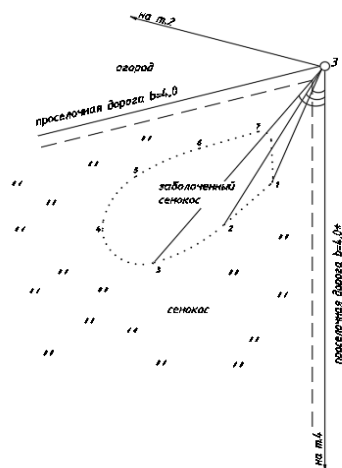 на т.2
3
огород
проселочная дорога b=4,0
7
6
5
заболоченный
сенокос
1
4
2
3
сенокос
проселочная дорога b=4,0
на т.4